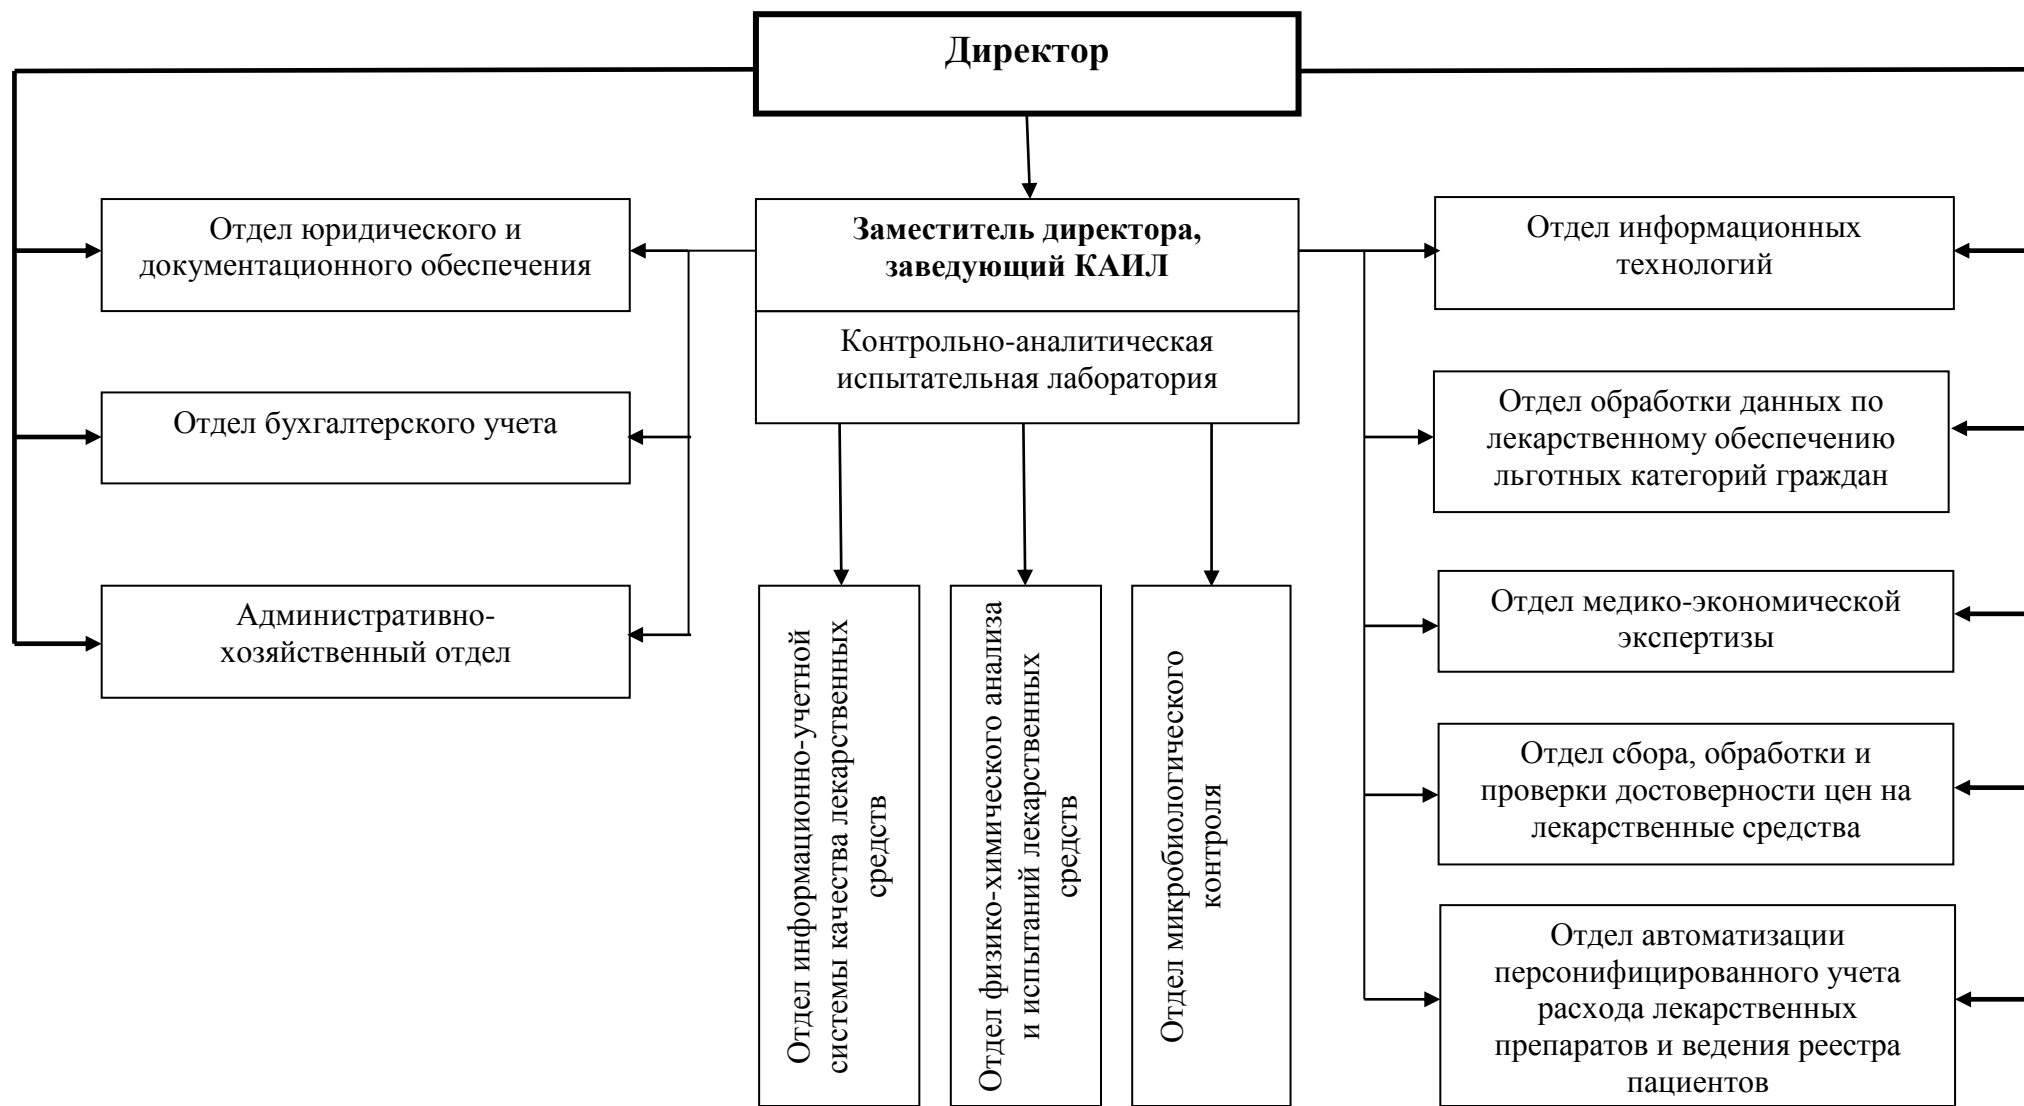 Директор
Отдел юридического и
документационного обеспечения
Заместитель директора,
заведующий КАИЛ
Отдел информационных
технологий
Контрольно-аналитическая
испытательная лаборатория
Отдел бухгалтерского учета
Отдел обработки данных по
лекарственному обеспечению
льготных категорий граждан
Административно-
хозяйственный отдел
Отдел информационно-учетной
системы качества лекарственных
средств
Отдел физико-химического анализа
и испытаний лекарственных
средств
Отдел микробиологического
контроля
Отдел медико-экономической
экспертизы
Отдел сбора, обработки и
проверки достоверности цен на
лекарственные средства
Отдел автоматизации
персонифицированного учета
расхода лекарственных
препаратов и ведения реестра
пациентов